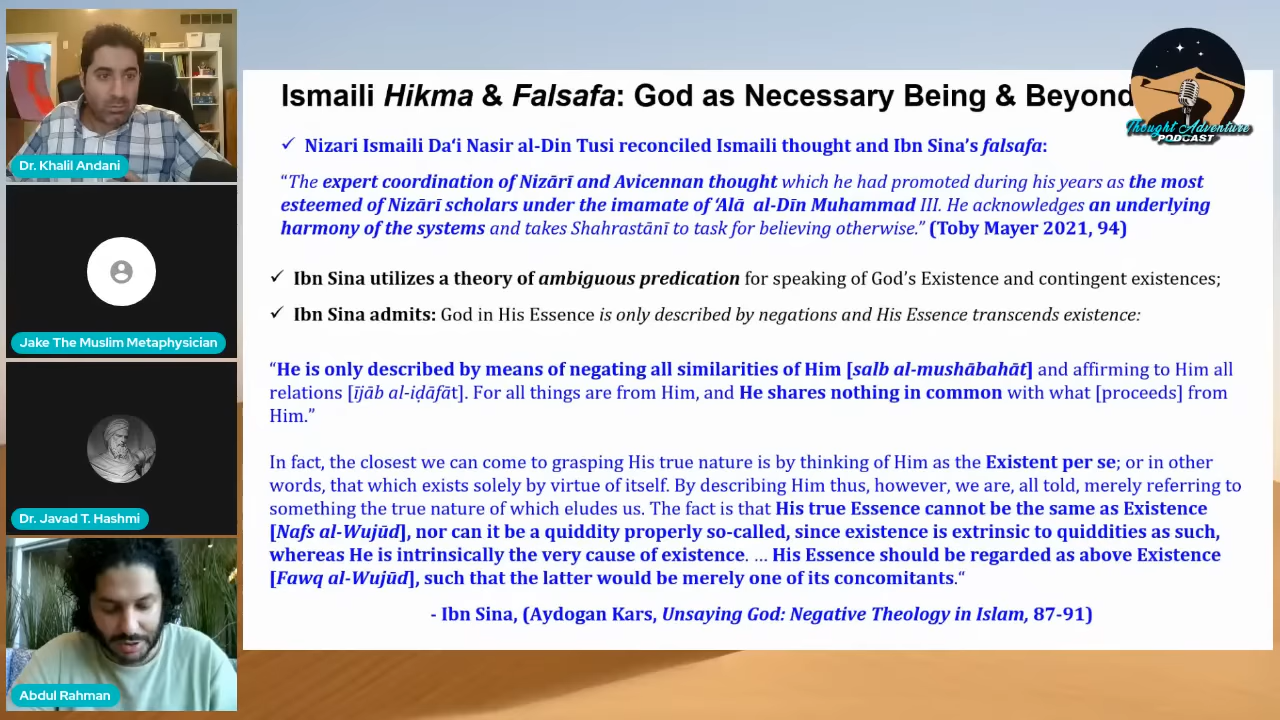 Ismaili Hikma & Falsafa: God as Necessary Being & Beyond
Thought Adventure
PODCAST
✓ Nizari Ismaili Da‘i Nasir al-Din Tusi reconciled Ismaili thought and Ibn Sina’s falsafa:
“The expert coordination of Nizārī and Avicennan thought which he had promoted during his years as the most
esteemed of Nizārī scholars under the imamate of ‘Alā al-Dīn Muhammad III. He acknowledges an underlying
harmony of the systems and takes Shahrastānī to task for believing otherwise.” (Toby Mayer 2021, 94)
✓ Ibn Sina utilizes a theory of ambiguous predication for speaking of God’s Existence and contingent existences;
✓ Ibn Sina admits: God in His Essence is only described by negations and His Essence transcends existence:
“He is only described by means of negating all similarities of Him [salb al-mushābahāt] and affirming to Him all
relations [ījāb al-iḍāfāt]. For all things are from Him, and He shares nothing in common with what [proceeds] from
Him.”
In fact, the closest we can come to grasping His true nature is by thinking of Him as the Existent per se; or in other
words, that which exists solely by virtue of itself. By describing Him thus, however, we are, all told, merely referring to
something the true nature of which eludes us. The fact is that His true Essence cannot be the same as Existence
[Nafs al-Wujūd], nor can it be a quiddity properly so-called, since existence is extrinsic to quiddities as such,
whereas He is intrinsically the very cause of existence. … His Essence should be regarded as above Existence
[Fawq al-Wujūd], such that the latter would be merely one of its concomitants.“
- Ibn Sina, (Aydogan Kars, Unsaying God: Negative Theology in Islam, 87-91)
Dr. Khalil Andani
Jake The Muslim Metaphysician
Dr. Javad T. Hashmi
Abdul Rahman